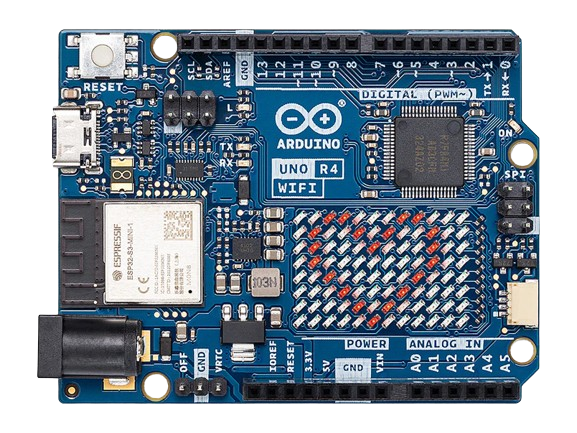 RESET
SCL
SDA
AREF
GND
13
12
~11
~10
~9
8
7
~6
~5
4
~3
2
TX→1
RX←0
DIGITAL (PWM~)
L
TX
RX
ARDUINO
®
UNO R4
WIFI
ON
SPI
ESPRESSIF
ESP32-S3-MINI-1
CE
POWER
ANALOG IN
OFF
GND
VRTC
IOREF
RESET
3.3V
5V
GND
VIN
A0
A1
A2
A3
A4
A5